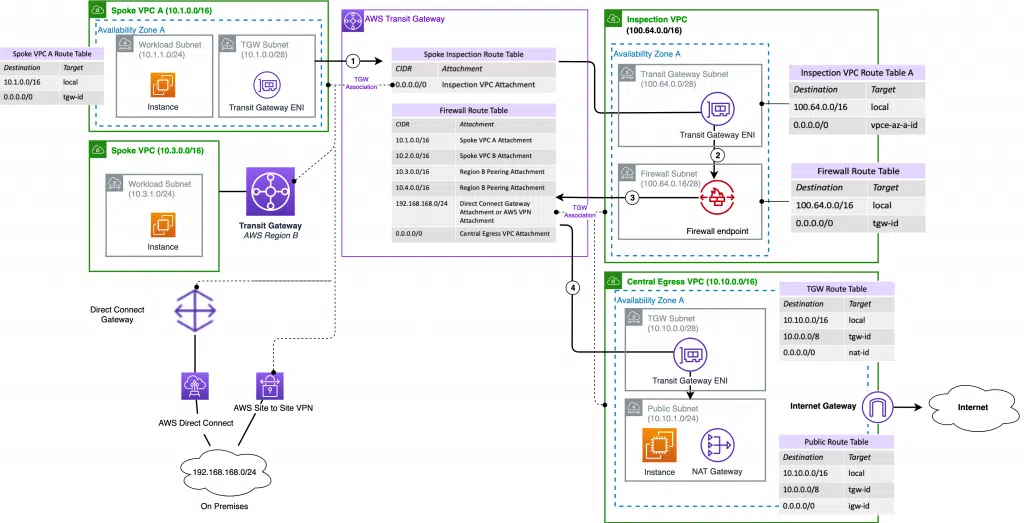 Spoke VPC A (10.1.0.0/16)
Availability Zone A
Workload Subnet
(10.1.1.0/24)
Instance
TGW Subnet
(10.1.0.0/28)
Transit Gateway ENI
Spoke VPC A Route Table
Destination Target
10.1.0.0/16 local
0.0.0.0/0 tgw-id
Spoke VPC (10.3.0.0/16)
Workload Subnet
(10.3.1.0/24)
Instance
Transit Gateway
AWS Region B
Direct Connect
Gateway
AWS Direct Connect
AWS Site to Site VPN
192.168.168.0/24
On Premises
AWS Transit Gateway
1
TGW
Association
Spoke Inspection Route Table
CIDR Attachment
0.0.0.0/0 Inspection VPC Attachment
Firewall Route Table
CIDR Attachment
10.1.0.0/16 Spoke VPC A Attachment
10.2.0.0/16 Spoke VPC B Attachment
10.3.0.0/16 Region B Peering Attachment
10.4.0.0/16 Region B Peering Attachment
192.168.168.0/24 Direct Connect Gateway
Attachment or AWS VPN
Attachment
0.0.0.0/0 Central Egress VPC Attachment
TGW
Association
3
4
Inspection VPC
(100.64.0.0/16)
Availability Zone A
Transit Gateway Subnet
(100.64.0.0/28)
Transit Gateway ENI
2
Firewall Subnet
(100.64.0.16/28)
Firewall endpoint
Inspection VPC Route Table A
Destination Target
100.64.0.0/16 local
0.0.0.0/0 vpce-az-a-id
Firewall Route Table
Destination Target
100.64.0.0/16 local
0.0.0.0/0 tgw-id
Central Egress VPC (10.10.0.0/16)
Availability Zone A
TGW Subnet
(10.10.0.0/28)
Transit Gateway ENI
Public Subnet
(10.10.1.0/24)
Instance
NAT Gateway
TGW Route Table
Destination Target
10.10.0.0/16 local
10.0.0.0/8 tgw-id
0.0.0.0/0 nat-id
Internet Gateway
Internet
Public Route Table
Destination Target
10.10.0.0/16 local
10.0.0.0/8 tgw-id
0.0.0.0/0 igw-id